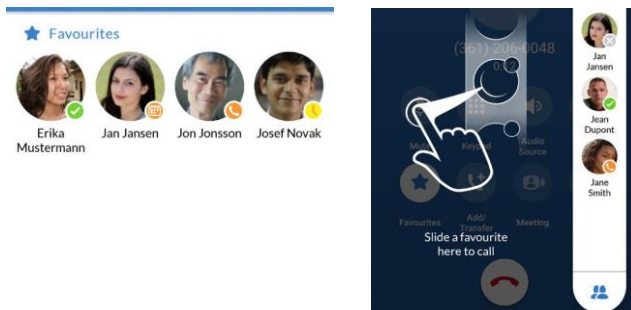 Favourites
Erika
Mustermann
Jan Jansen
Jon Jonsson
Josef Novak
(361) 206-0048
Mute
Keypad
Audio
Source
Favourites
Add/
Transfer
Meeting
Slide a favourite
here to call
Jan
Jansen
Jean
Dupont
Jane
Smith